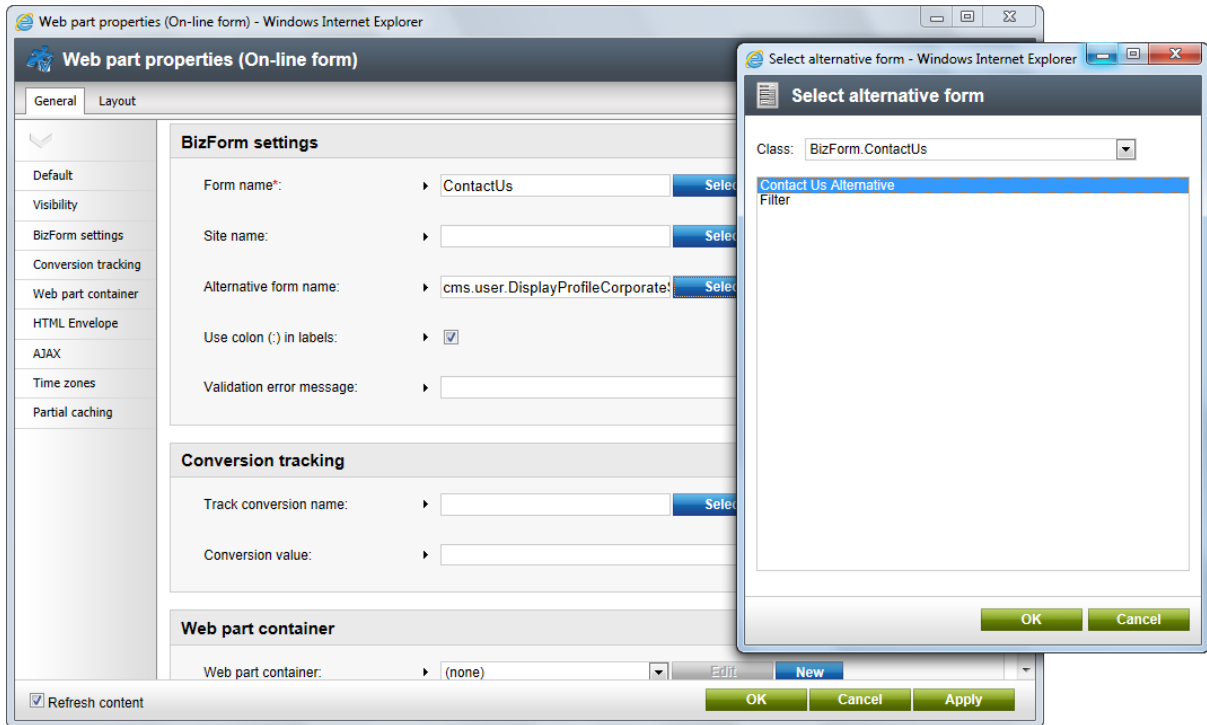 Web part properties (On-line form) - Windows Internet Explorer
Web part properties (On-line form)
General Layout
Default
Visibility
BizForm settings
Conversion tracking
Web part container
HTML Envelope
AJAX
Time zones
Partial caching
BizForm settings
Form name*: ContactUs
Site name:
Alternative form name: cms.user.DisplayProfileCorporate
Use colon (:) in labels:
Validation error message:
Conversion tracking
Track conversion name:
Conversion value:
Web part container
Web part container: (none) Edit New
Refresh content OK Cancel Apply
Select alternative form - Windows Internet Explorer
Select alternative form
Class: BizForm.ContactUs
Contact Us Alternative
Filter
OK Cancel